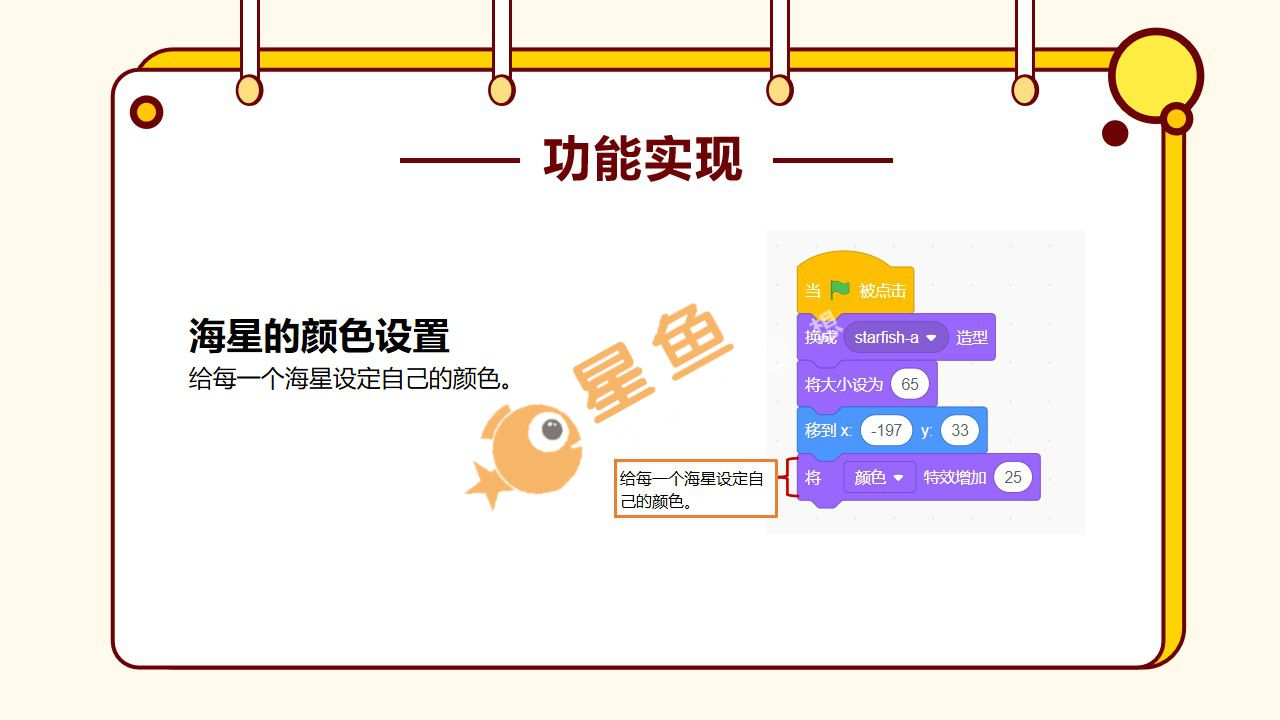 功能实现
海星的颜色设置
给每一个海星设定自己的颜色。
星鱼
当 被点击
换成 starfish-a 造型
将大小设为 65
移到 x: -197 y: 33
将 颜色 特效增加 25
给每一个海星设定自
己的颜色。